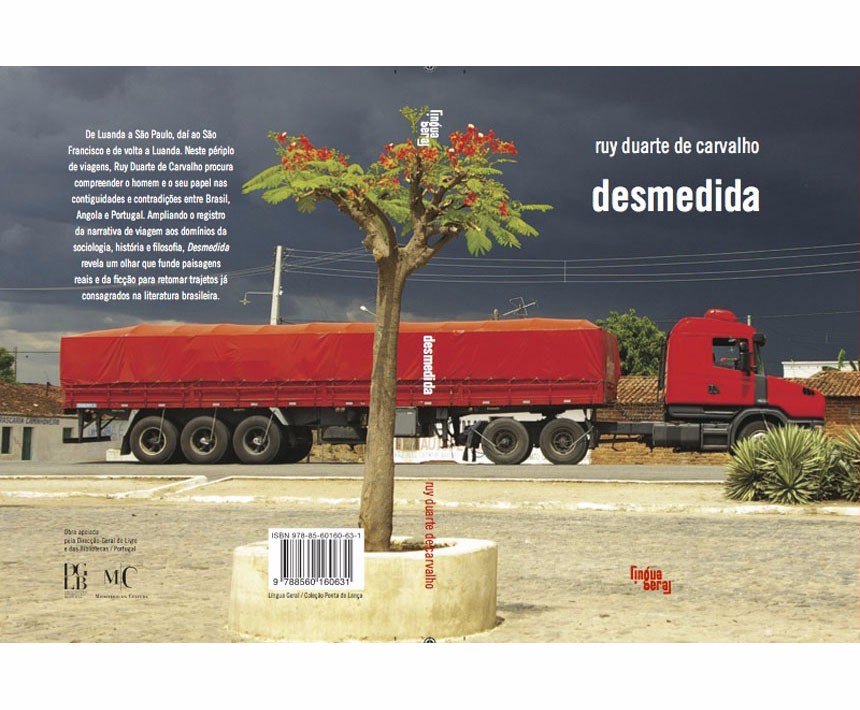 De Luanda a São Paulo, daí ao São
Francisco e de volta a Luanda. Neste périplo
de viagens, Ruy Duarte de Carvalho procura
compreender o homem e o seu papel nas
contiguidades e contradições entre Brasil,
Angola e Portugal. Ampliando o registro
da narrativa de viagem aos domínios da
sociologia, história e filosofia, Desmedida
revela um olhar que funde paisagens
reais e da ficção para retomar trajetos já
consagrados na literatura brasileira.
Obra apoiada
pela Direcção-Geral do Livro
e das Bibliotecas / Portugal
DGLB
MC
Ministério da Cultura
ISBN 978-85-60160-63-1
9 788560 160631
Língua Geral / Coleção Ponta de Lança
língua
geral
desmedida
ruy duarte de carvalho
ruy duarte de carvalho
desmedida
língua
geral